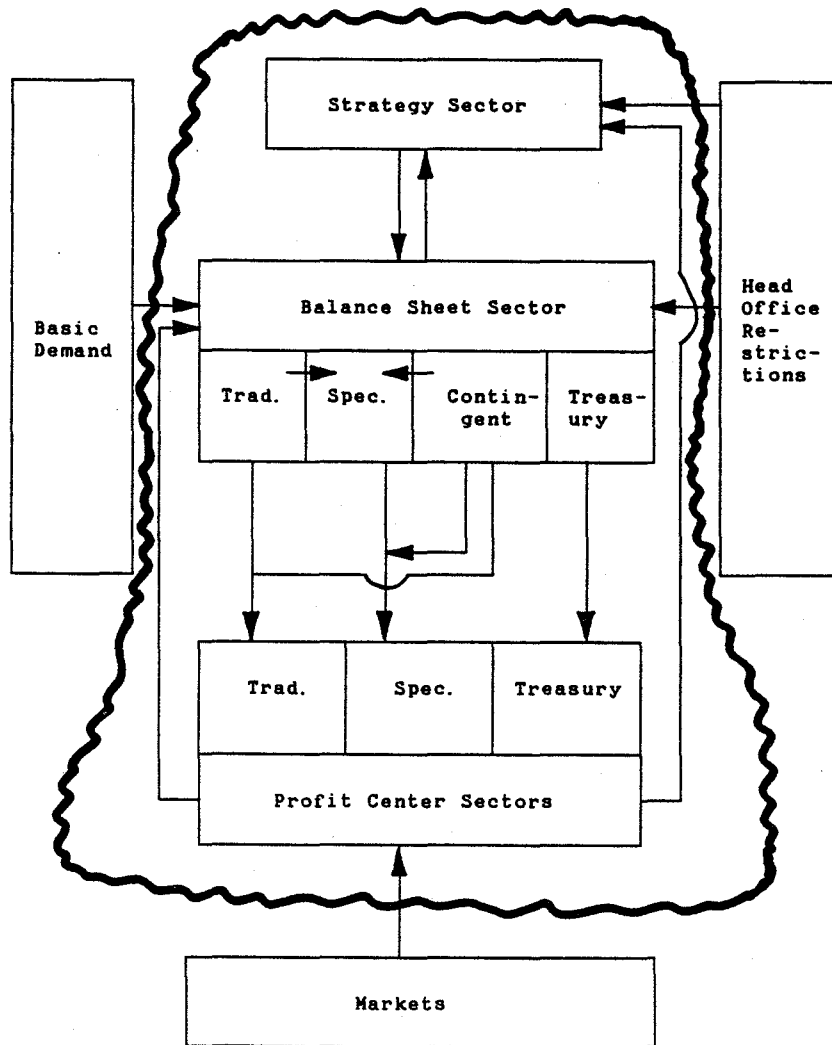 Strategy Sector
Basic
Demand
Balance Sheet Sector
Head
Office
Re-
stric-
tions
Trad.
Spec.
Contin-
gent
Treas-
ury
Trad.
Spec.
Treasury
Profit Center Sectors
Markets